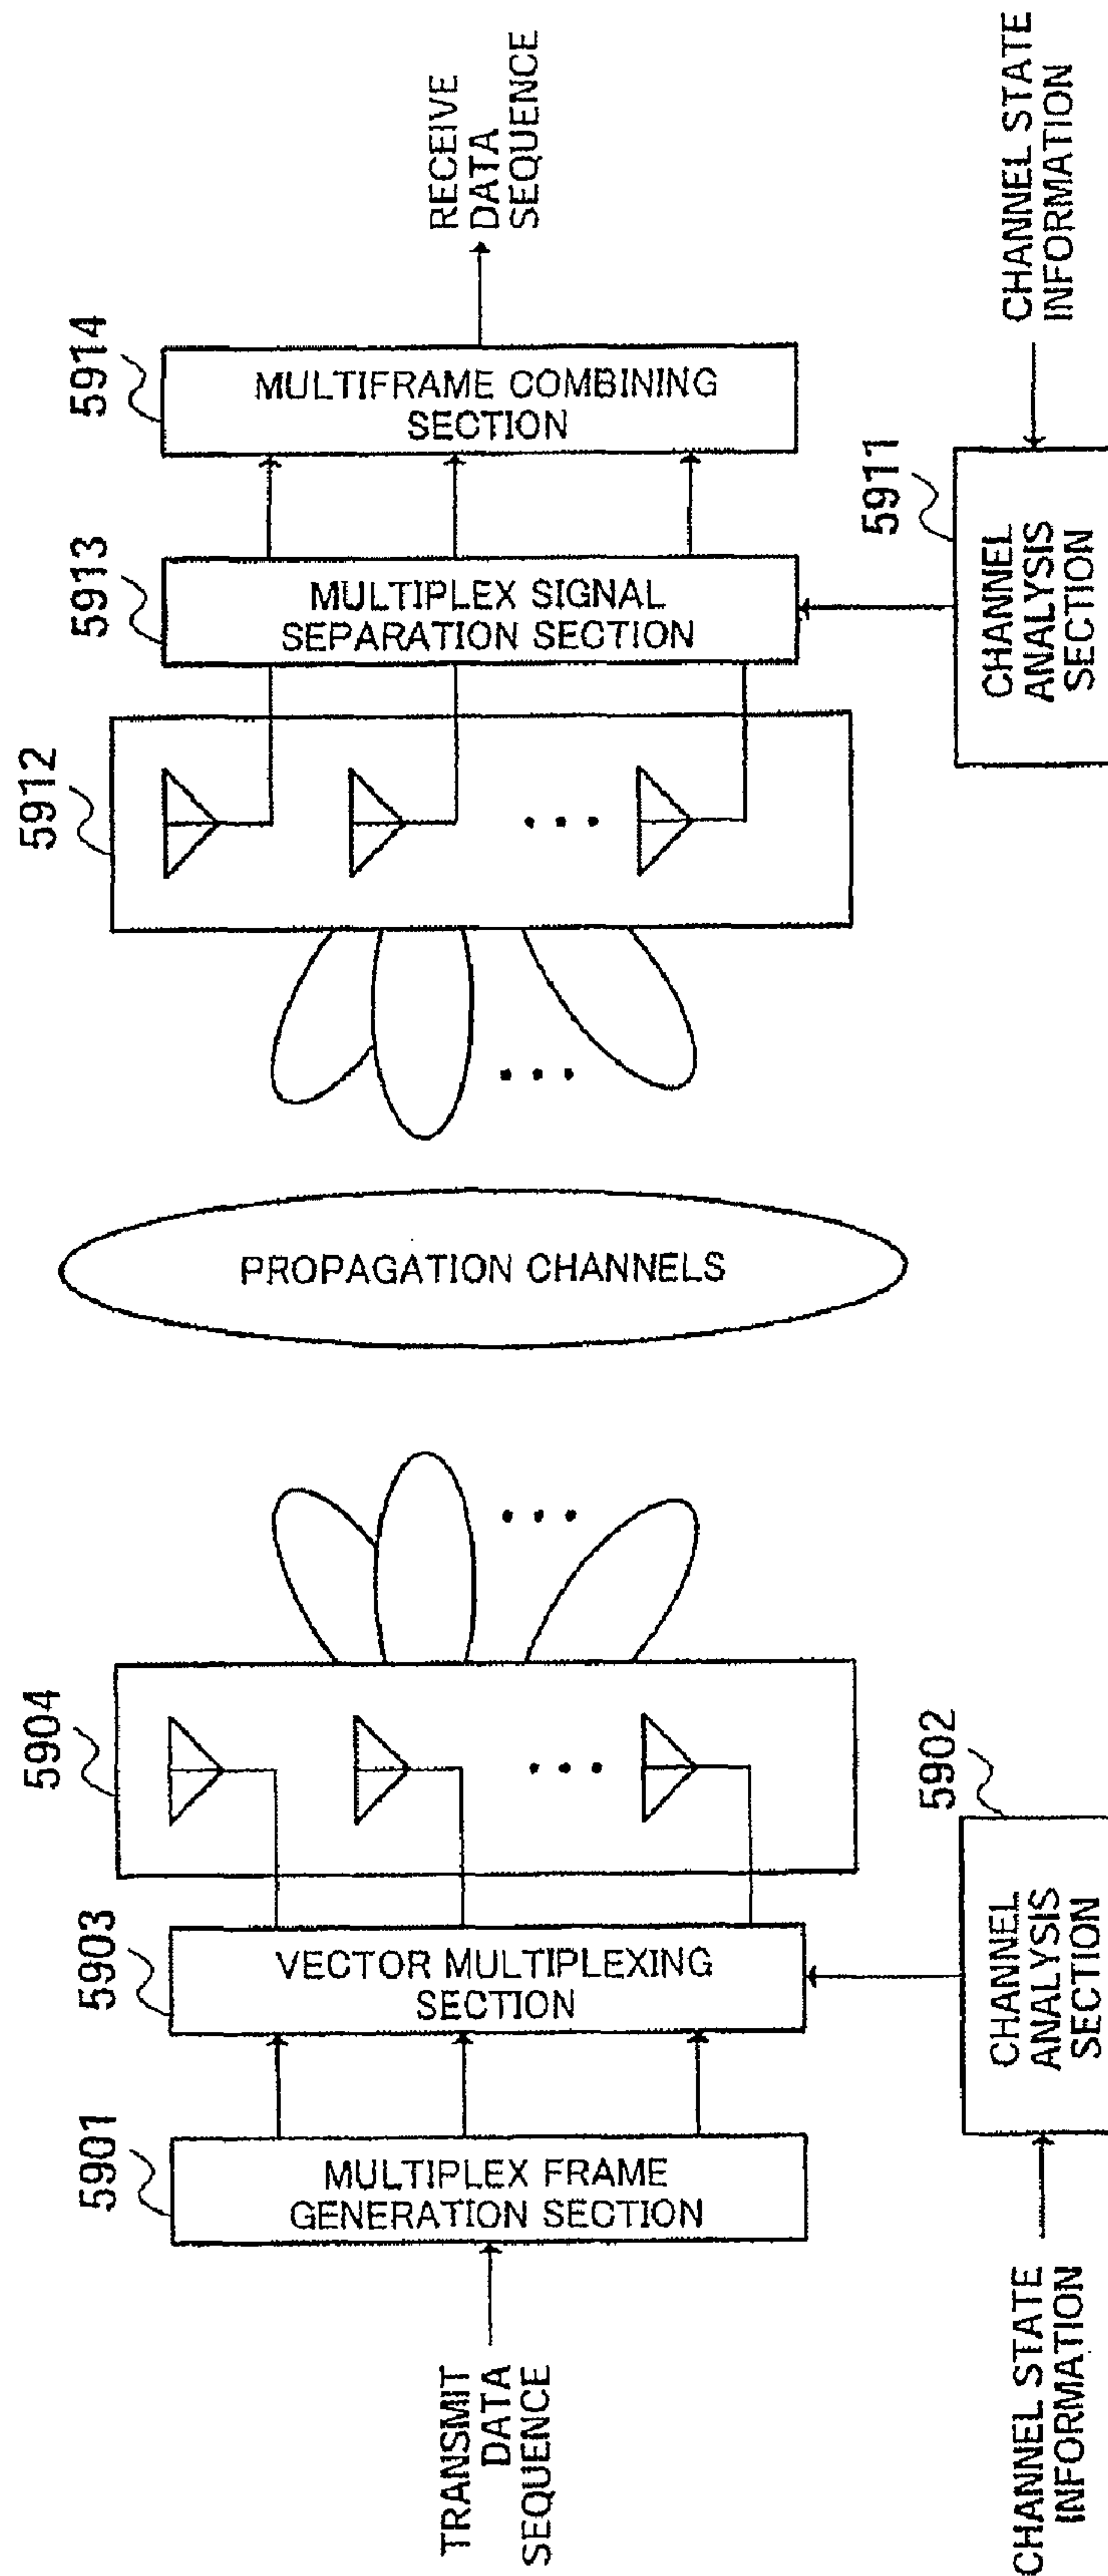 TRANSMIT
DATA
SEQUENCE
5901
MULTIPLEX FRAME
GENERATION SECTION
5903
VECTOR MULTIPLEXING
SECTION
5904
CHANNEL STATE
INFORMATION
5902
CHANNEL
ANALYSIS
SECTION
PROPAGATION CHANNELS
5912
5913
MULTIPLEX SIGNAL
SEPARATION SECTION
5914
MULTIFRAME COMBINING
SECTION
RECEIVE
DATA
SEQUENCE
5911
CHANNEL
ANALYSIS
SECTION
CHANNEL STATE
INFORMATION